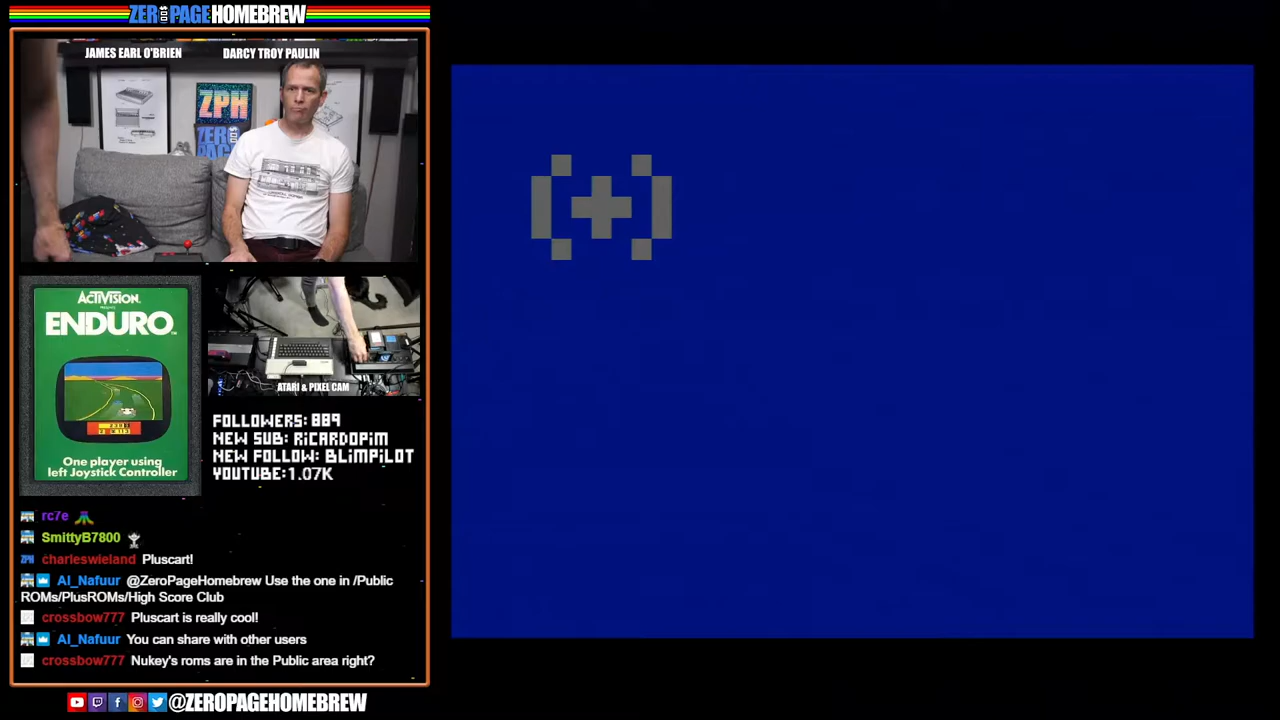 ZEROPAGE HOMEBREW
JAMES EARL O'BRIEN
DARCY TROY PAULIN
ZPH
ZERO
PAGE
ACTIVISION
PRESENTS
ENDURO
One player using
left Joystick Controller
ATARI & PIXEL CAM
FOLLOWERS: 889
NEW SUB: RiCARDOPiM
NEW FOLLOW: BLiMPiLOT
YOUTUBE:1.07K
rc7e
SmittyB7800
charleswieland Pluscart!
Al_Nafuur @ZeroPageHomebrew Use the one in /Public
ROMs/PlusROMs/High Score Club
crossbow777 Pluscart is really cool!
Al_Nafuur You can share with other users
crossbow777 Nukey's roms are in the Public area right?
@ZEROPAGEHOMEBREW
(+)